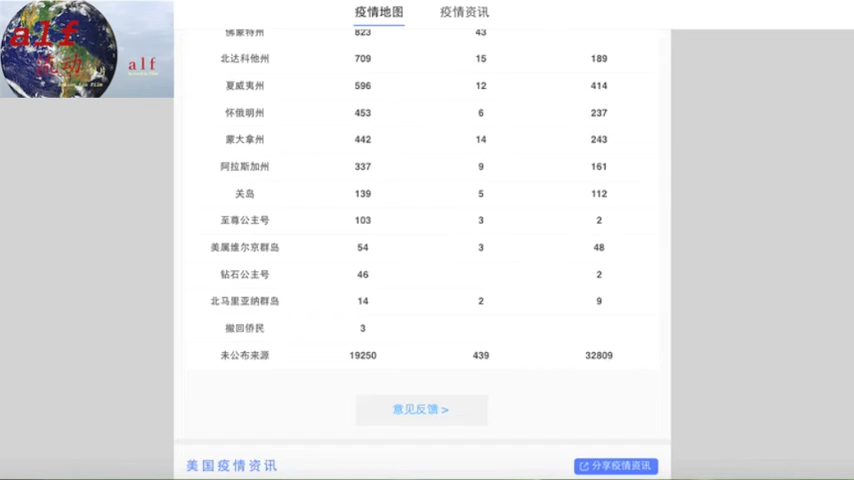 疫情地图 疫情资讯
alf
流动
alf
佛蒙特州 823 43
北达科他州 709 15 189
夏威夷州 596 12 414
怀俄明州 453 6 237
蒙大拿州 442 14 243
阿拉斯加州 337 9 161
关岛 139 5 112
至尊公主号 103 3 2
美属维尔京群岛 54 3 48
钻石公主号 46 2
北马里亚纳群岛 14 2 9
撤回侨民 3
未公布来源 19250 439 32809
意见反馈 >
美国疫情资讯 分享疫情资讯